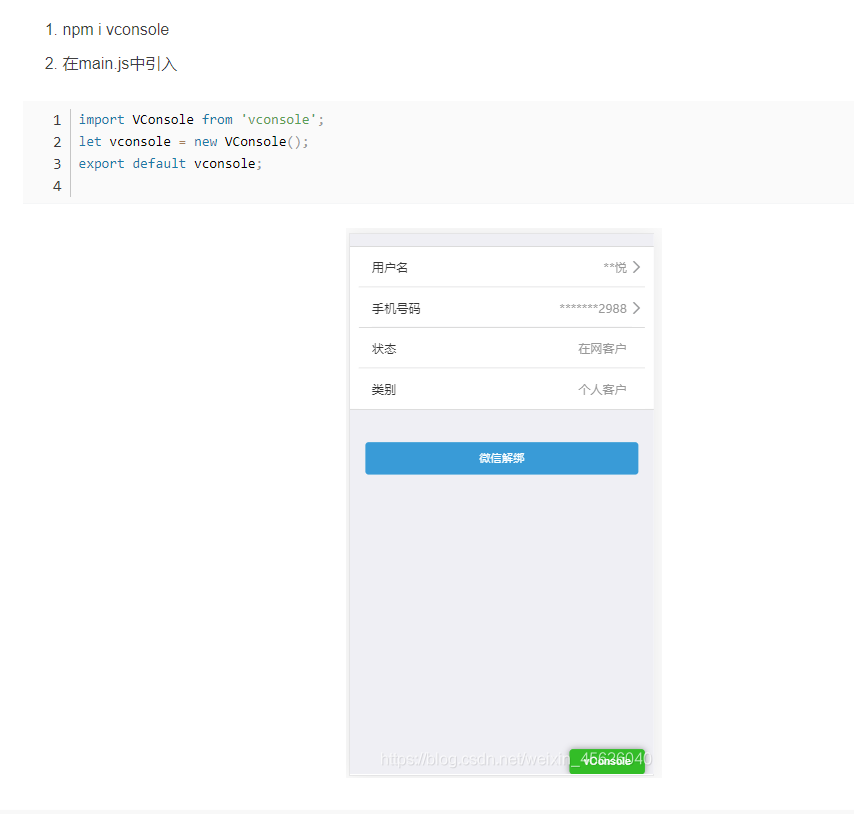 1. npm i vconsole
2. 在main.js中引入
1 import VConsole from 'vconsole';
2 let vconsole = new VConsole();
3 export default vconsole;
4
用户名 **悦
手机号码 *******2988
状态 在网客户
类别 个人客户
微信解绑
https://blog.csdn.net/weixin_45626040
vConsole